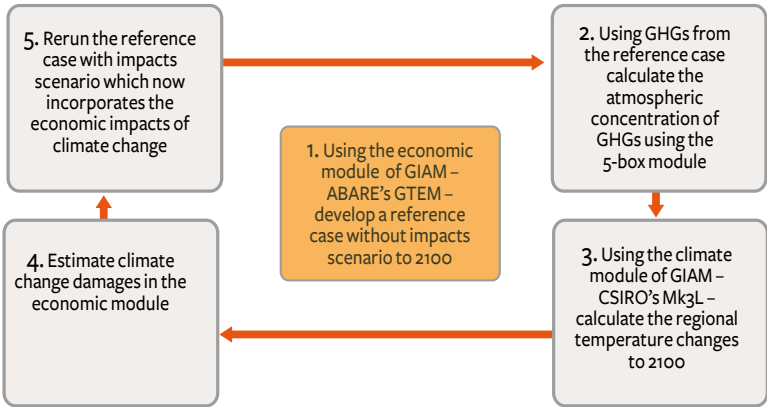 1. Using the economic
module of GIAM –
ABARE's GTEM –
develop a reference
case without impacts
scenario to 2100
2. Using GHGs from
the reference case
calculate the
atmospheric
concentration of
GHGs using the
5-box module
3. Using the climate
module of GIAM –
CSIRO's Mk3L –
calculate the regional
temperature changes
to 2100
4. Estimate climate
change damages in the
economic module
5. Rerun the reference
case with impacts
scenario which now
incorporates the
economic impacts of
climate change